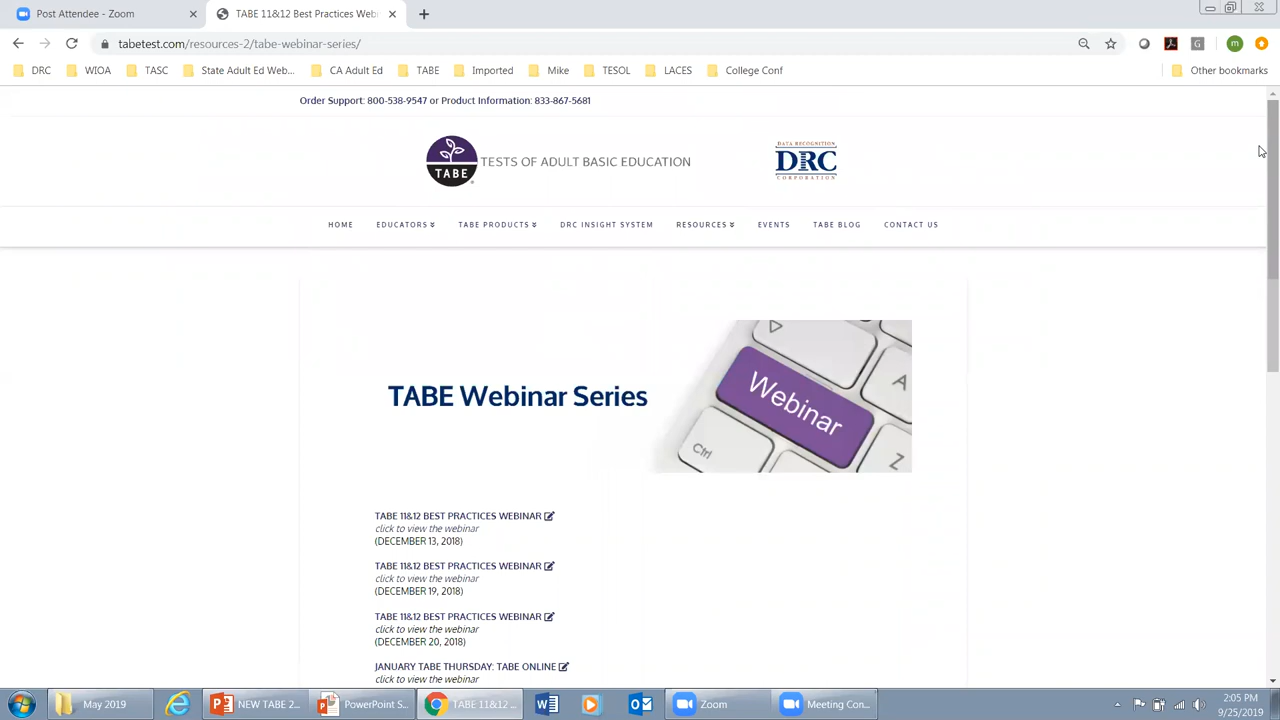 Post Attendee - Zoom
TABE 11&12 Best Practices Webi
tabetest.com/resources-2/tabe-webinar-series/
G
m
DRC
WIOA
TASC
State Adult Ed Web...
CA Adult Ed
TABE
Imported
Mike
TESOL
LACES
College Conf
Other bookmarks
Order Support: 800-538-9547 or Product Information: 833-867-5681
TABE
TESTS OF ADULT BASIC EDUCATION
DATA RECOGNITION
DRC
CORPORATION
HOME
EDUCATORS
TABE PRODUCTS
DRC INSIGHT SYSTEM
RESOURCES
EVENTS
TABE BLOG
CONTACT US
TABE Webinar Series
Webinar
A
Ctrl
Z
TABE 11&12 BEST PRACTICES WEBINAR
click to view the webinar
(DECEMBER 13, 2018)
TABE 11&12 BEST PRACTICES WEBINAR
click to view the webinar
(DECEMBER 19, 2018)
TABE 11&12 BEST PRACTICES WEBINAR
click to view the webinar
(DECEMBER 20, 2018)
JANUARY TABE THURSDAY: TABE ONLINE
click to view the webinar
May 2019
NEW TABE 2...
PowerPoint S...
TABE 11&12 ...
Zoom
Meeting Con...
2:05 PM
9/25/2019